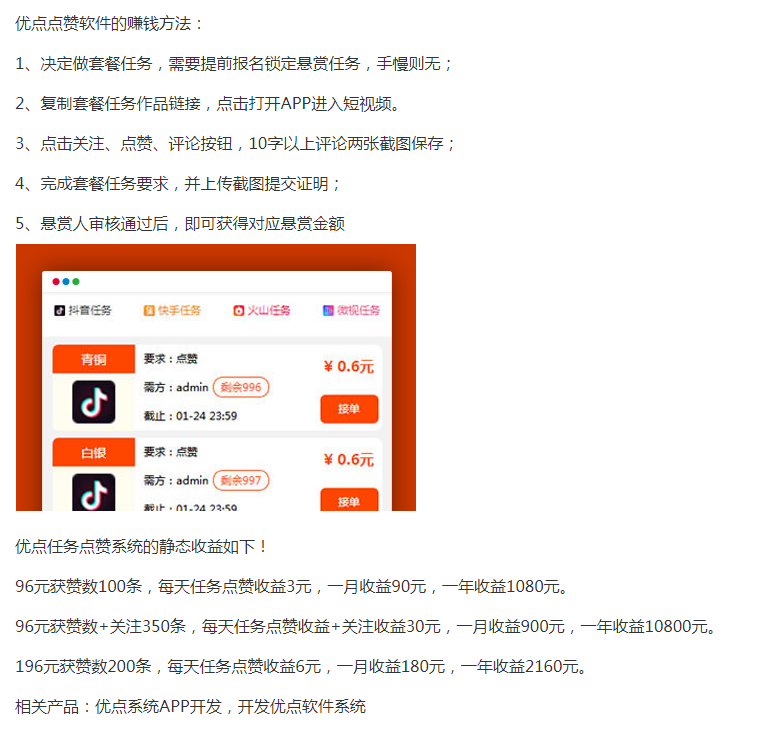 优点点赞软件的赚钱方法：
1、决定做套餐任务，需要提前报名锁定悬赏任务，手慢则无；
2、复制套餐任务作品链接，点击打开APP进入短视频。
3、点击关注、点赞、评论按钮，10字以上评论两张截图保存；
4、完成套餐任务要求，并上传截图提交证明；
5、悬赏人审核通过后，即可获得对应悬赏金额
抖音任务 快手任务 火山任务 微视任务
青铜 要求：点赞 ¥ 0.6元
需方：admin 剩余996
截止：01-24 23:59 接单
白银 要求：点赞 ¥ 0.6元
需方：admin 剩余997
截止：01-24 23:59 接单
优点任务点赞系统的静态收益如下！
96元获赞数100条，每天任务点赞收益3元，一月收益90元，一年收益1080元。
96元获赞数+关注350条，每天任务点赞收益+关注收益30元，一月收益900元，一年收益10800元。
196元获赞数200条，每天任务点赞收益6元，一月收益180元，一年收益2160元。
相关产品：优点系统APP开发，开发优点软件系统